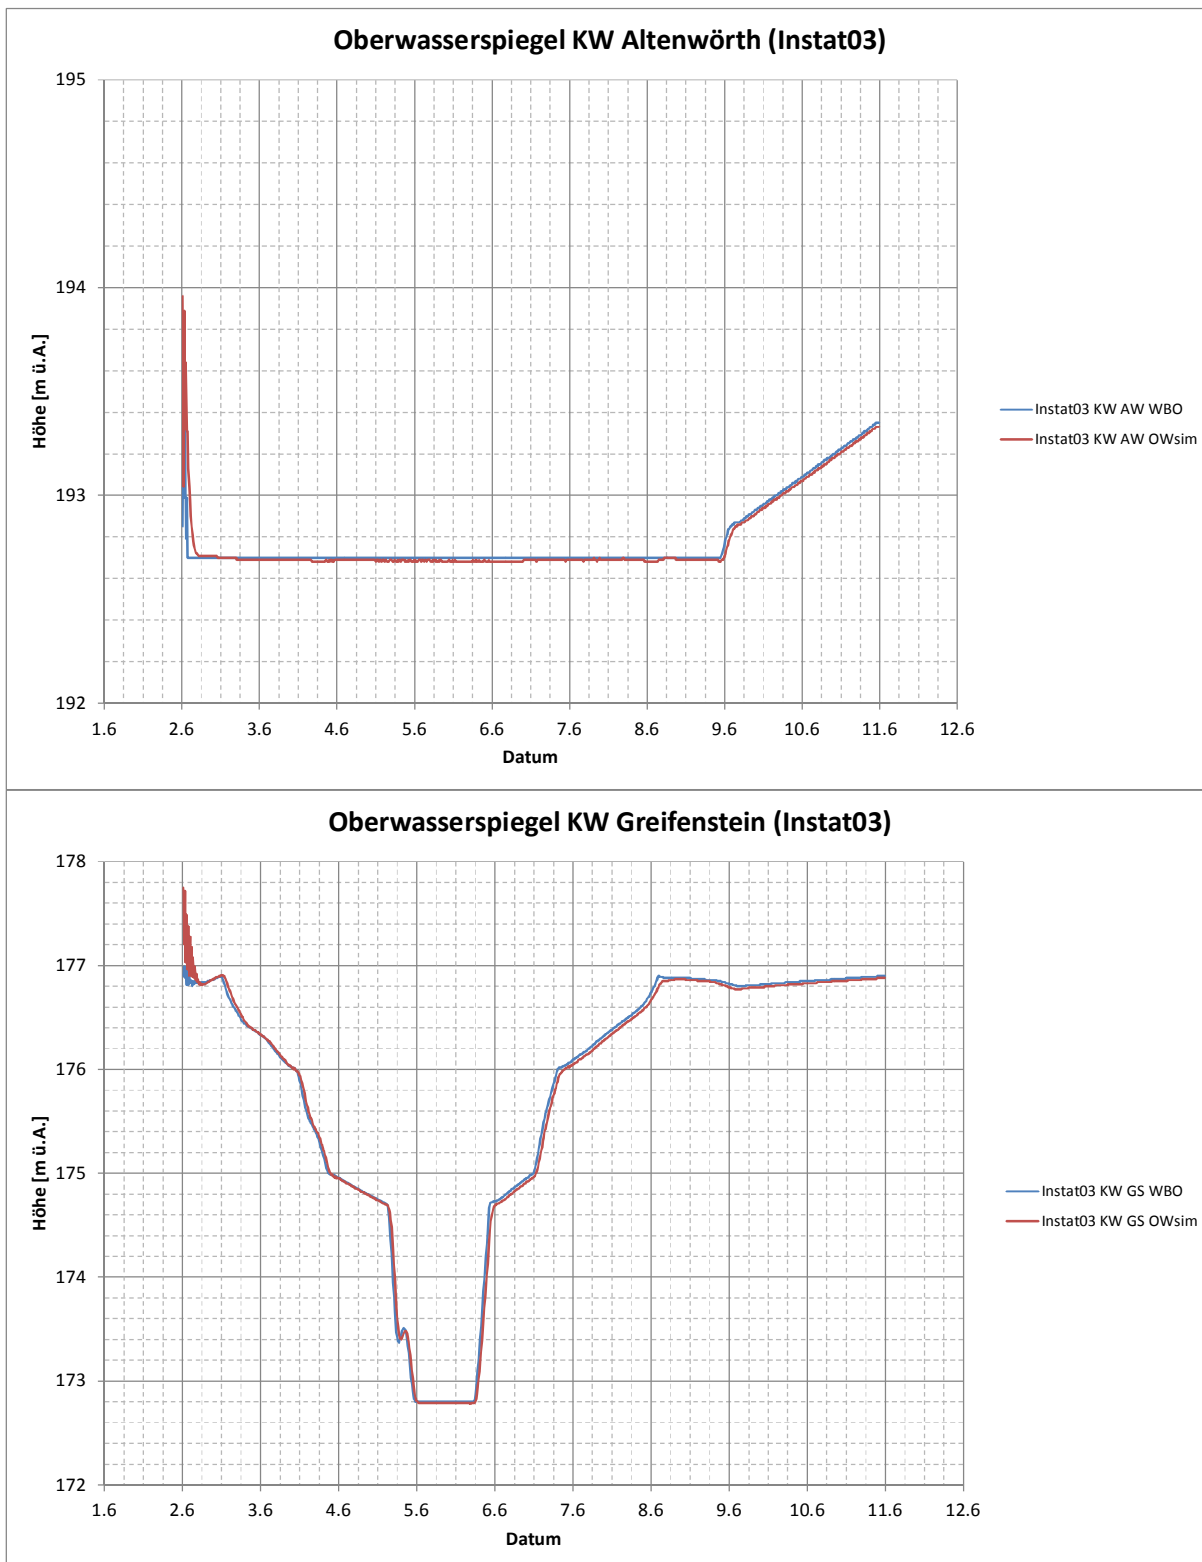 Oberwasserspiegel KW Altenwörth (Instat03)
195
194
193
192
Höhe [m ü.A.]
1.6 2.6 3.6 4.6 5.6 6.6 7.6 8.6 9.6 10.6 11.6 12.6
Datum
Instat03 KW AW WBO
Instat03 KW AW OWsim
Oberwasserspiegel KW Greifenstein (Instat03)
178
177
176
175
174
173
172
Höhe [m ü.A.]
1.6 2.6 3.6 4.6 5.6 6.6 7.6 8.6 9.6 10.6 11.6 12.6
Datum
Instat03 KW GS WBO
Instat03 KW GS OWsim